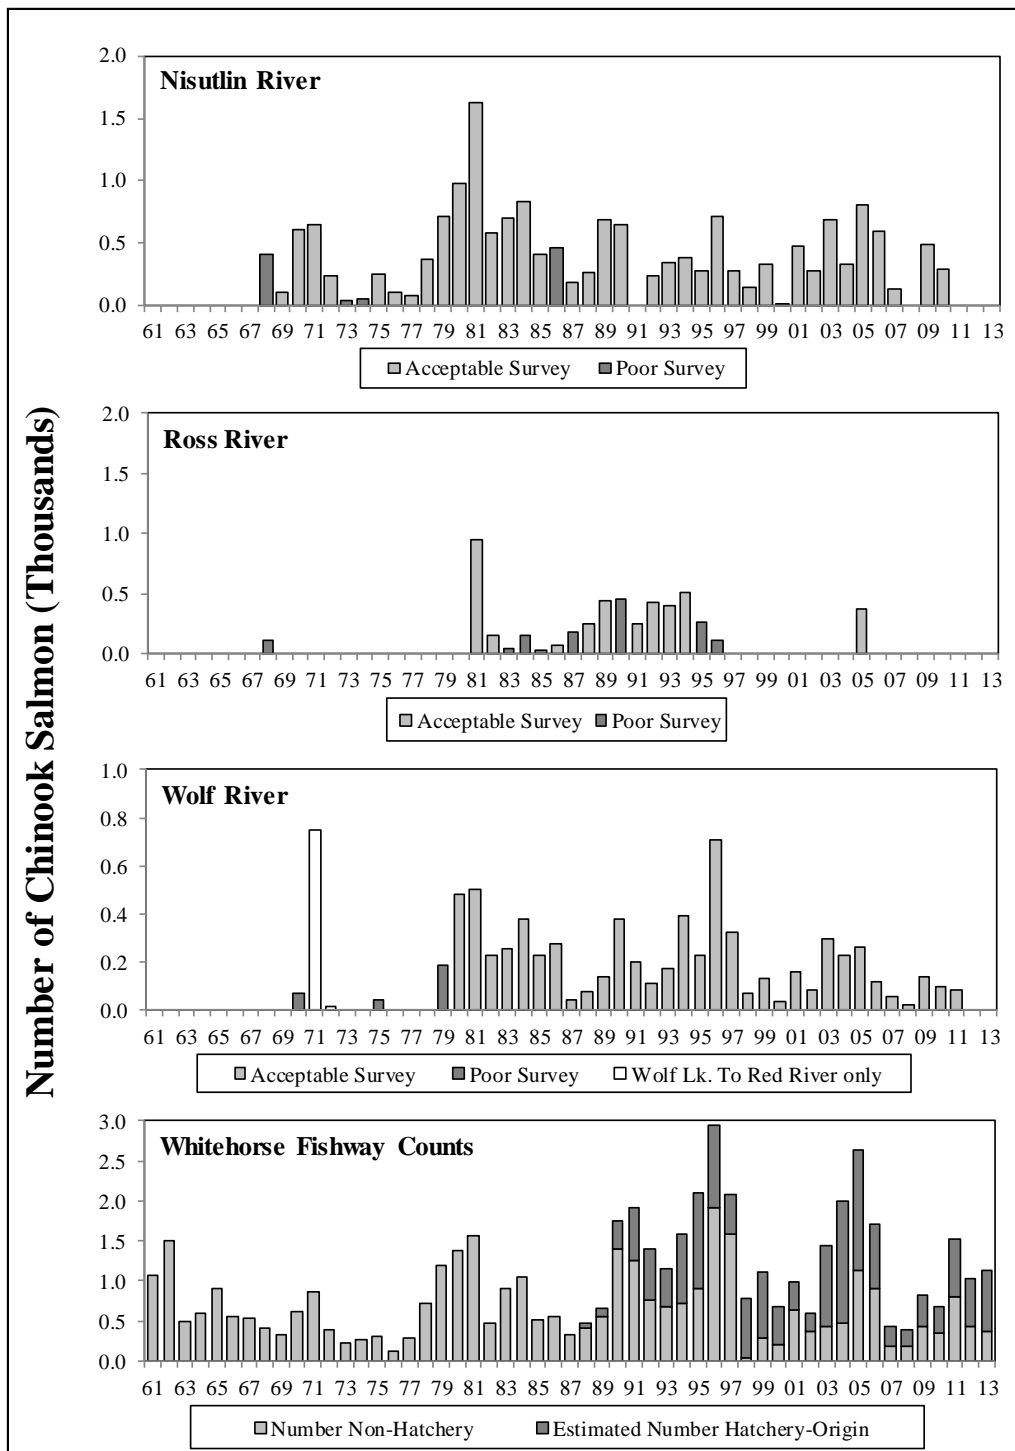 Number of Chinook Salmon (Thousands)
Nisutlin River
2.0
1.5
1.0
0.5
0.0
61 63 65 67 69 71 73 75 77 79 81 83 85 87 89 91 93 95 97 99 01 03 05 07 09 11 13
Acceptable Survey Poor Survey
Ross River
2.0
1.5
1.0
0.5
0.0
61 63 65 67 69 71 73 75 77 79 81 83 85 87 89 91 93 95 97 99 01 03 05 07 09 11 13
Acceptable Survey Poor Survey
Wolf River
1.0
0.8
0.6
0.4
0.2
0.0
61 63 65 67 69 71 73 75 77 79 81 83 85 87 89 91 93 95 97 99 01 03 05 07 09 11 13
Acceptable Survey Poor Survey Wolf Lk. To Red River only
Whitehorse Fishway Counts
3.0
2.5
2.0
1.5
1.0
0.5
0.0
61 63 65 67 69 71 73 75 77 79 81 83 85 87 89 91 93 95 97 99 01 03 05 07 09 11 13
Number Non-Hatchery Estimated Number Hatchery-Origin